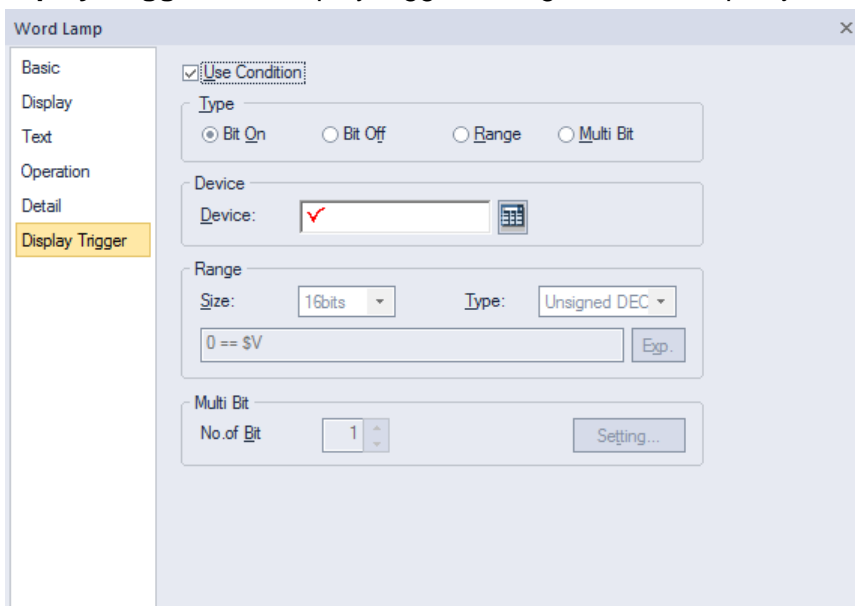 Word Lamp
Basic
Display
Text
Operation
Detail
Display Trigger
Use Condition
Type
Bit On Bit Off Range Multi Bit
Device
Device:
Range
Size: 16bits Type: Unsigned DEC
0 == $V Exp.
Multi Bit
No.of Bit 1 Setting...